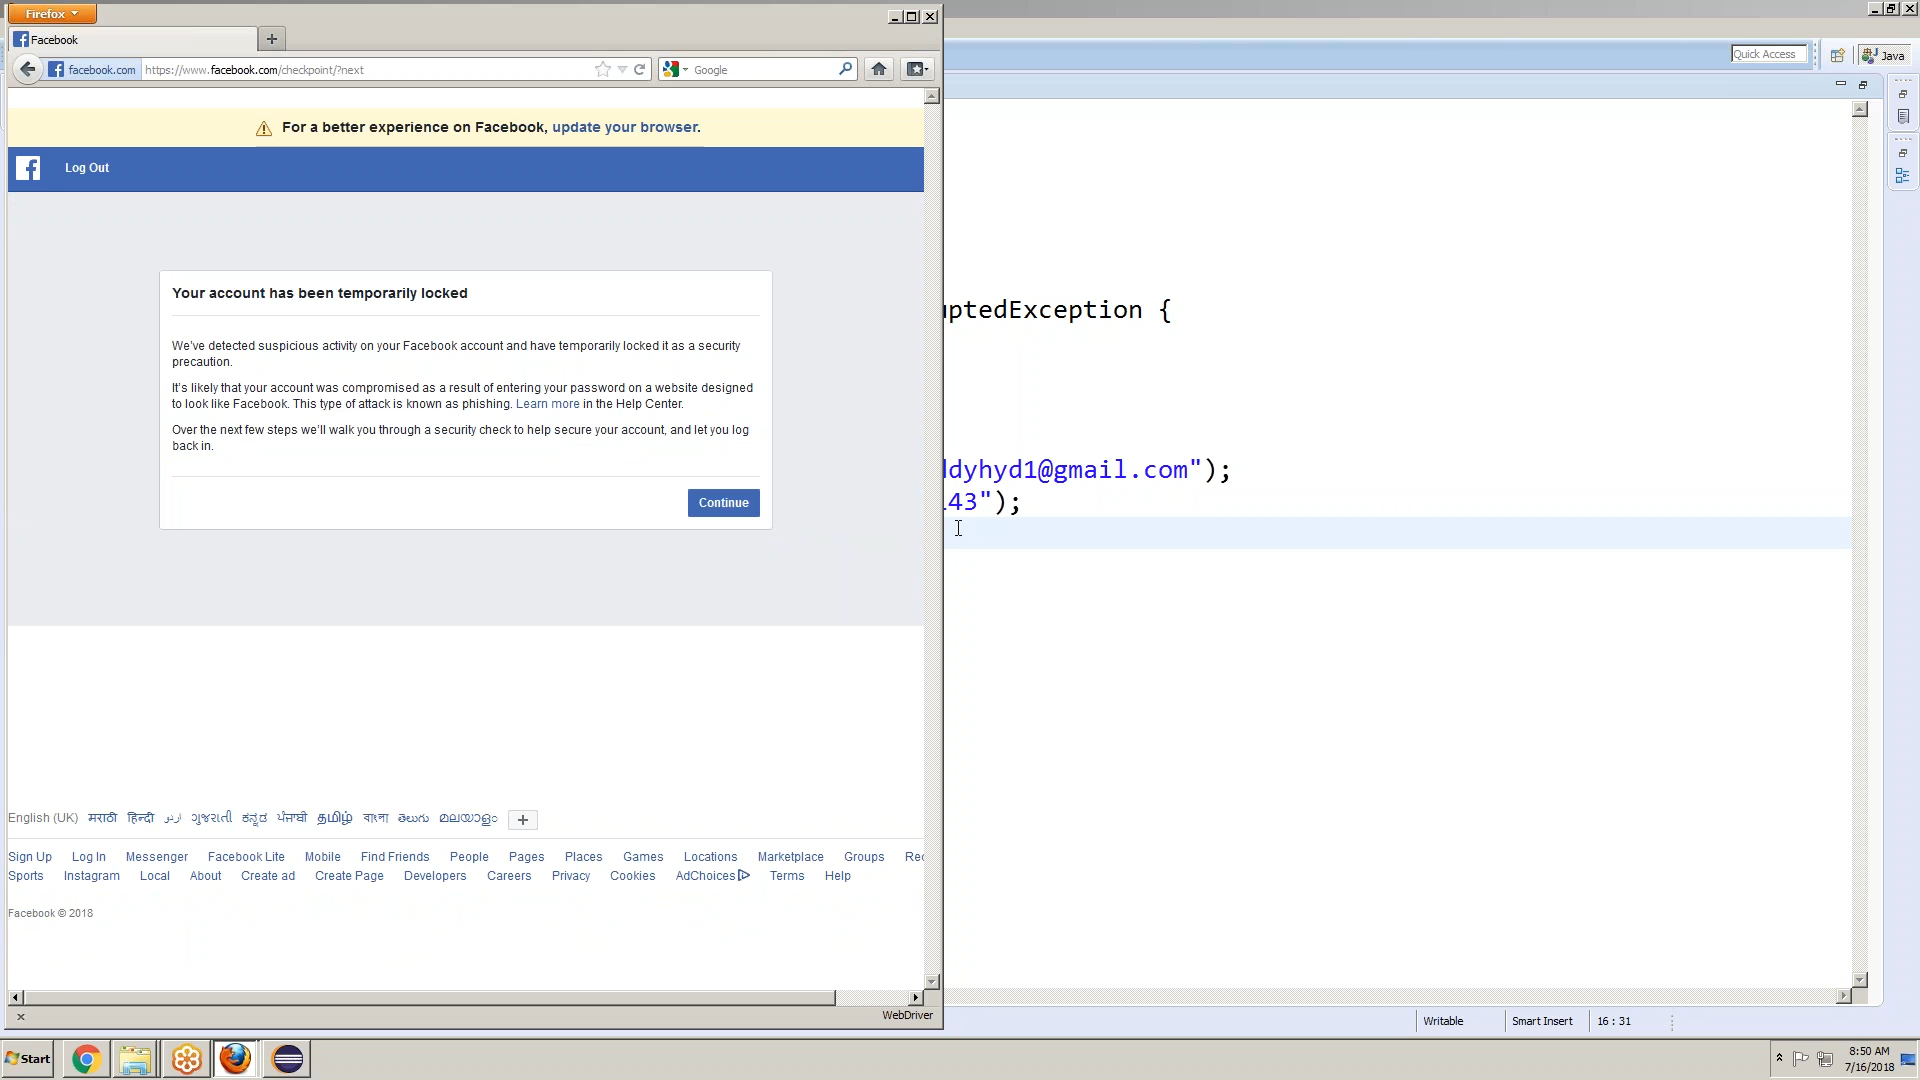 Firefox
Facebook
facebook.com https://www.facebook.com/checkpoint/?next
Google
Quick Access
Java
For a better experience on Facebook, update your browser.
Log Out
Your account has been temporarily locked
We've detected suspicious activity on your Facebook account and have temporarily locked it as a security
precaution.
It's likely that your account was compromised as a result of entering your password on a website designed
to look like Facebook. This type of attack is known as phishing. Learn more in the Help Center.
Over the next few steps we'll walk you through a security check to help secure your account, and let you log
back in.
Continue
ptedException {
ddyhyd1@gmail.com");
43");
English (UK) मराठी हिन्दी اردو ગુજરાતી ಕನ್ನಡ ਪੰਜਾਬੀ தமிழ் বাংলা తెలుగు മലയാളം
Sign Up Log In Messenger Facebook Lite Mobile Find Friends People Pages Places Games Locations Marketplace Groups Rec
Sports Instagram Local About Create ad Create Page Developers Careers Privacy Cookies AdChoices Terms Help
Facebook © 2018
WebDriver
Writable Smart Insert 16 : 31
Start
8:50 AM
7/16/2018